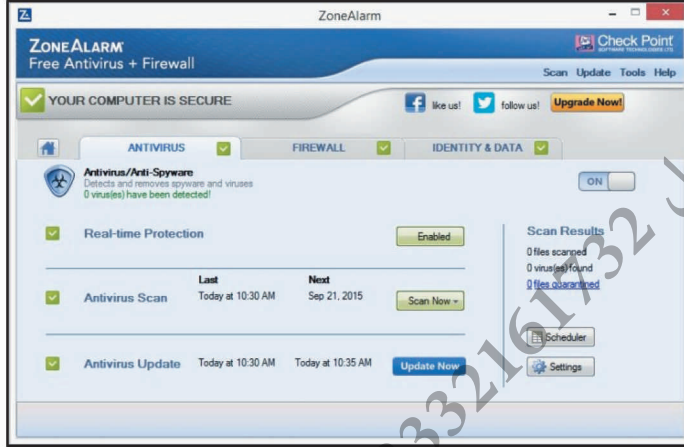 ZoneAlarm
ZONEALARM
Free Antivirus + Firewall
Check Point
SOFTWARE TECHNOLOGIES LTD
Scan Update Tools Help
YOUR COMPUTER IS SECURE
like us! follow us! Upgrade Now!
ANTIVIRUS FIREWALL IDENTITY & DATA
Antivirus/Anti-Spyware
Detects and removes spyware and viruses
0 virus(es) have been detected!
ON
Real-time Protection
Enabled
Last Next
Antivirus Scan Today at 10:30 AM Sep 21, 2015 Scan Now
Antivirus Update Today at 10:30 AM Today at 10:35 AM Update Now
Scan Results
0 files scanned
0 virus(es) found
0 files quarantined
Scheduler
Settings
332161732